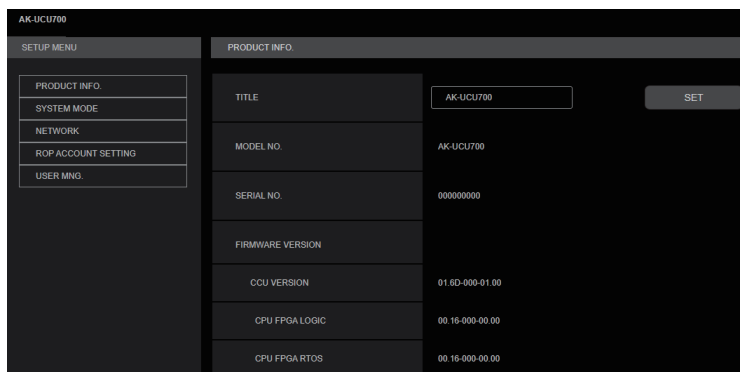 AK-UCU700
SETUP MENU
PRODUCT INFO.
SYSTEM MODE
NETWORK
ROP ACCOUNT SETTING
USER MNG.
PRODUCT INFO.
TITLE AK-UCU700 SET
MODEL NO. AK-UCU700
SERIAL NO. 000000000
FIRMWARE VERSION
CCU VERSION 01.6D-000-01.00
CPU FPGA LOGIC 00.16-000-00.00
CPU FPGA RTOS 00.16-000-00.00